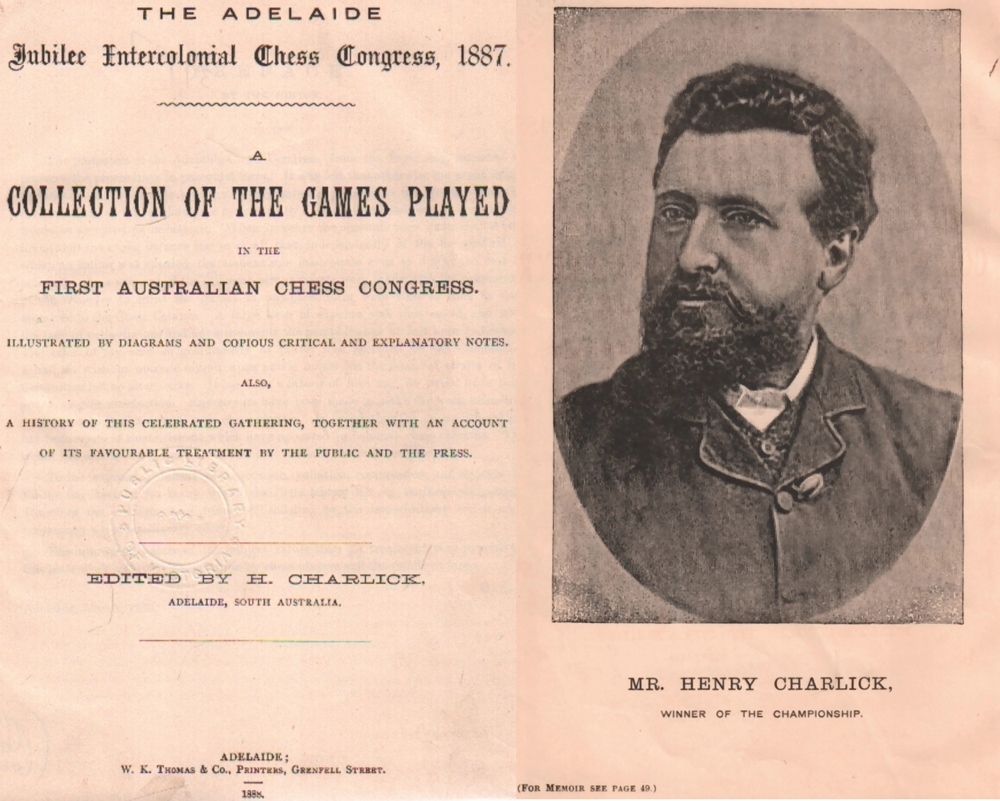 THE ADELAIDE
Jubilee Intercolonial Chess Congress, 1887.
A
COLLECTION OF THE GAMES PLAYED
IN THE
FIRST AUSTRALIAN CHESS CONGRESS.
ILLUSTRATED BY DIAGRAMS AND COPIOUS CRITICAL AND EXPLANATORY NOTES.
ALSO,
A HISTORY OF THIS CELEBRATED GATHERING, TOGETHER WITH AN ACCOUNT
OF ITS FAVOURABLE TREATMENT BY THE PUBLIC AND THE PRESS.
PUBLIC LIBRARY
EDITED BY H. CHARLICK,
ADELAIDE, SOUTH AUSTRALIA.
ADELAIDE;
W. K. THOMAS & CO., PRINTERS, GRENFELL STREET.
1888.
MR. HENRY CHARLICK,
WINNER OF THE CHAMPIONSHIP.
(FOR MEMOIR SEE PAGE 49.)